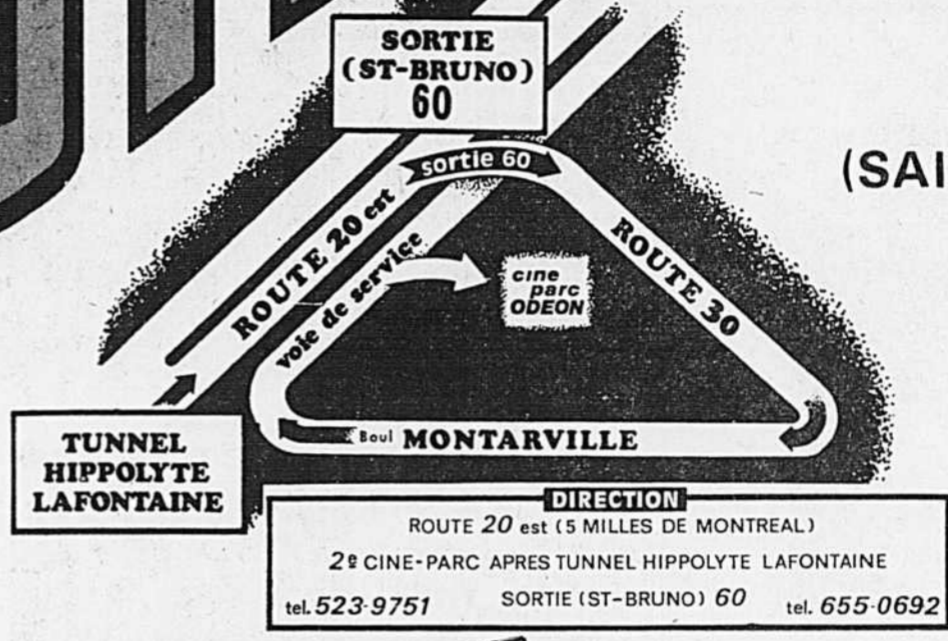 SORTIE
(ST-BRUNO)
60
sortie 60
(SAI
ROUTE 20 est
voie de service
ROUTE 30
cine
parc
ODEON
Boul MONTARVILLE
TUNNEL
HIPPOLYTE
LAFONTAINE
DIRECTION
ROUTE 20 est (5 MILLES DE MONTREAL)
2e CINE-PARC APRES TUNNEL HIPPOLYTE LAFONTAINE
SORTIE (ST-BRUNO) 60
tel. 523-9751
tel. 655-0692